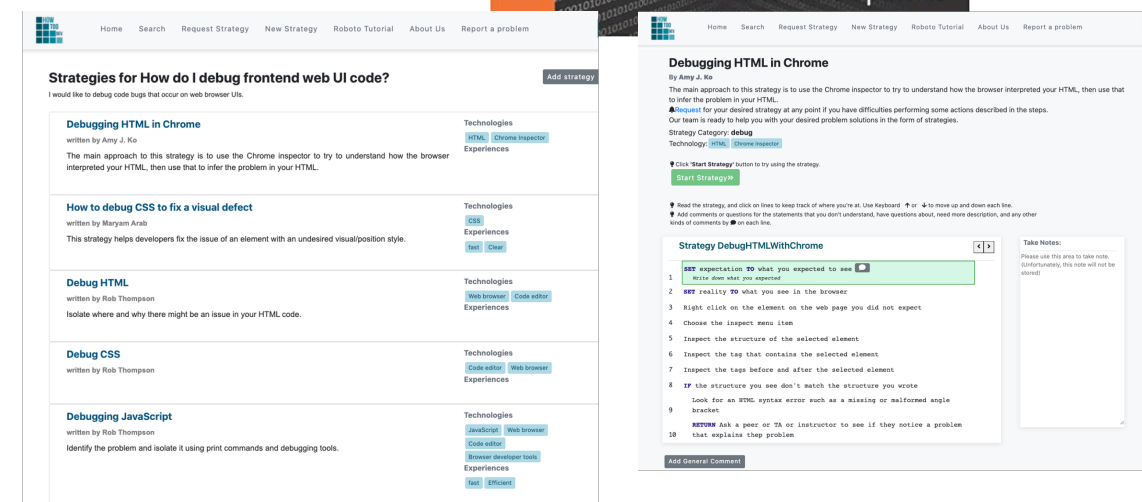 HOW
TOO
DEV
Home Search Request Strategy New Strategy Roboto Tutorial About Us Report a problem
Strategies for How do I debug frontend web UI code?
Add strategy
I would like to debug code bugs that occur on web browser UIs.
Debugging HTML in Chrome
written by Amy J. Ko
The main approach to this strategy is to use the Chrome inspector to try to understand how the browser
interpreted your HTML, then use that to infer the problem in your HTML.
Technologies
HTML Chrome Inspector
Experiences
How to debug CSS to fix a visual defect
written by Maryam Arab
This strategy helps developers fix the issue of an element with an undesired visual/position style.
Technologies
CSS
Experiences
fast Clear
Debug HTML
written by Rob Thompson
Isolate where and why there might be an issue in your HTML code.
Technologies
Web browser Code editor
Experiences
Debug CSS
written by Rob Thompson
Technologies
Code editor Web browser
Experiences
Debugging JavaScript
written by Rob Thompson
Identify the problem and isolate it using print commands and debugging tools.
Technologies
JavaScript Web browser
Code editor
Browser developer tools
Experiences
fast Efficient
Home Search Request Strategy New Strategy Roboto Tutorial About Us Report a problem
Debugging HTML in Chrome
By Amy J. Ko
The main approach to this strategy is to use the Chrome inspector to try to understand how the browser interpreted your HTML, then use that
to infer the problem in your HTML.
Request for your desired strategy at any point if you have difficulties performing some actions described in the steps.
Our team is ready to help you with your desired problem solutions in the form of strategies.
Strategy Category: debug
Technology: HTML Chrome Inspector
Click "Start Strategy" button to try using the strategy.
Start Strategy»
Read the strategy, and click on lines to keep track of where you're at. Use Keyboard ↑ or ↓ to move up and down each line.
Add comments or questions for the statements that you don't understand, have questions about, need more description, and any other
kinds of comments by on each line.
Strategy DebugHTMLWithChrome
< >
SET expectation TO what you expected to see
1 Write down what you expected
2 SET reality TO what you see in the browser
3 Right click on the element on the web page you did not expect
4 Choose the inspect menu item
5 Inspect the structure of the selected element
6 Inspect the tag that contains the selected element
7 Inspect the tags before and after the selected element
8 IF the structure you see don't match the structure you wrote
Look for an HTML syntax error such as a missing or malformed angle
9 bracket
RETURN Ask a peer or TA or instructor to see if they notice a problem
10 that explains thep problem
Take Notes:
Please use this area to take note.
(Unfortunately, this note will not be
stored)
Add General Comment